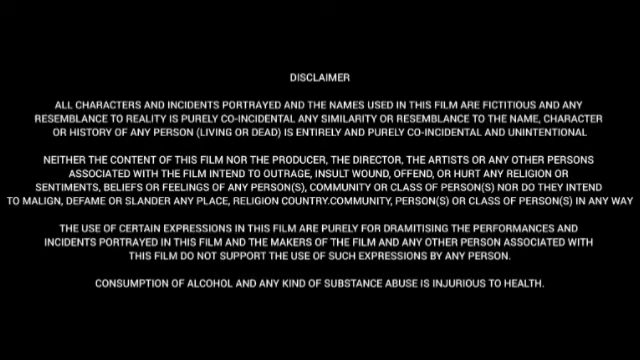 DISCLAIMER
ALL CHARACTERS AND INCIDENTS PORTRAYED AND THE NAMES USED IN THIS FILM ARE FICTITIOUS AND ANY
RESEMBLANCE TO REALITY IS PURELY CO-INCIDENTAL ANY SIMILARITY OR RESEMBLANCE TO THE NAME, CHARACTER
OR HISTORY OF ANY PERSON (LIVING OR DEAD) IS ENTIRELY AND PURELY CO-INCIDENTAL AND UNINTENTIONAL
NEITHER THE CONTENT OF THIS FILM NOR THE PRODUCER, THE DIRECTOR, THE ARTISTS OR ANY OTHER PERSONS
ASSOCIATED WITH THE FILM INTEND TO OUTRAGE, INSULT WOUND, OFFEND, OR HURT ANY RELIGION OR
SENTIMENTS, BELIEFS OR FEELINGS OF ANY PERSON(S), COMMUNITY OR CLASS OF PERSON(S) NOR DO THEY INTEND
TO MALIGN, DEFAME OR SLANDER ANY PLACE, RELIGION COUNTRY.COMMUNITY, PERSON(S) OR CLASS OF PERSON(S) IN ANY WAY
THE USE OF CERTAIN EXPRESSIONS IN THIS FILM ARE PURELY FOR DRAMITISING THE PERFORMANCES AND
INCIDENTS PORTRAYED IN THIS FILM AND THE MAKERS OF THE FILM AND ANY OTHER PERSON ASSOCIATED WITH
THIS FILM DO NOT SUPPORT THE USE OF SUCH EXPRESSIONS BY ANY PERSON.
CONSUMPTION OF ALCOHOL AND ANY KIND OF SUBSTANCE ABUSE IS INJURIOUS TO HEALTH.